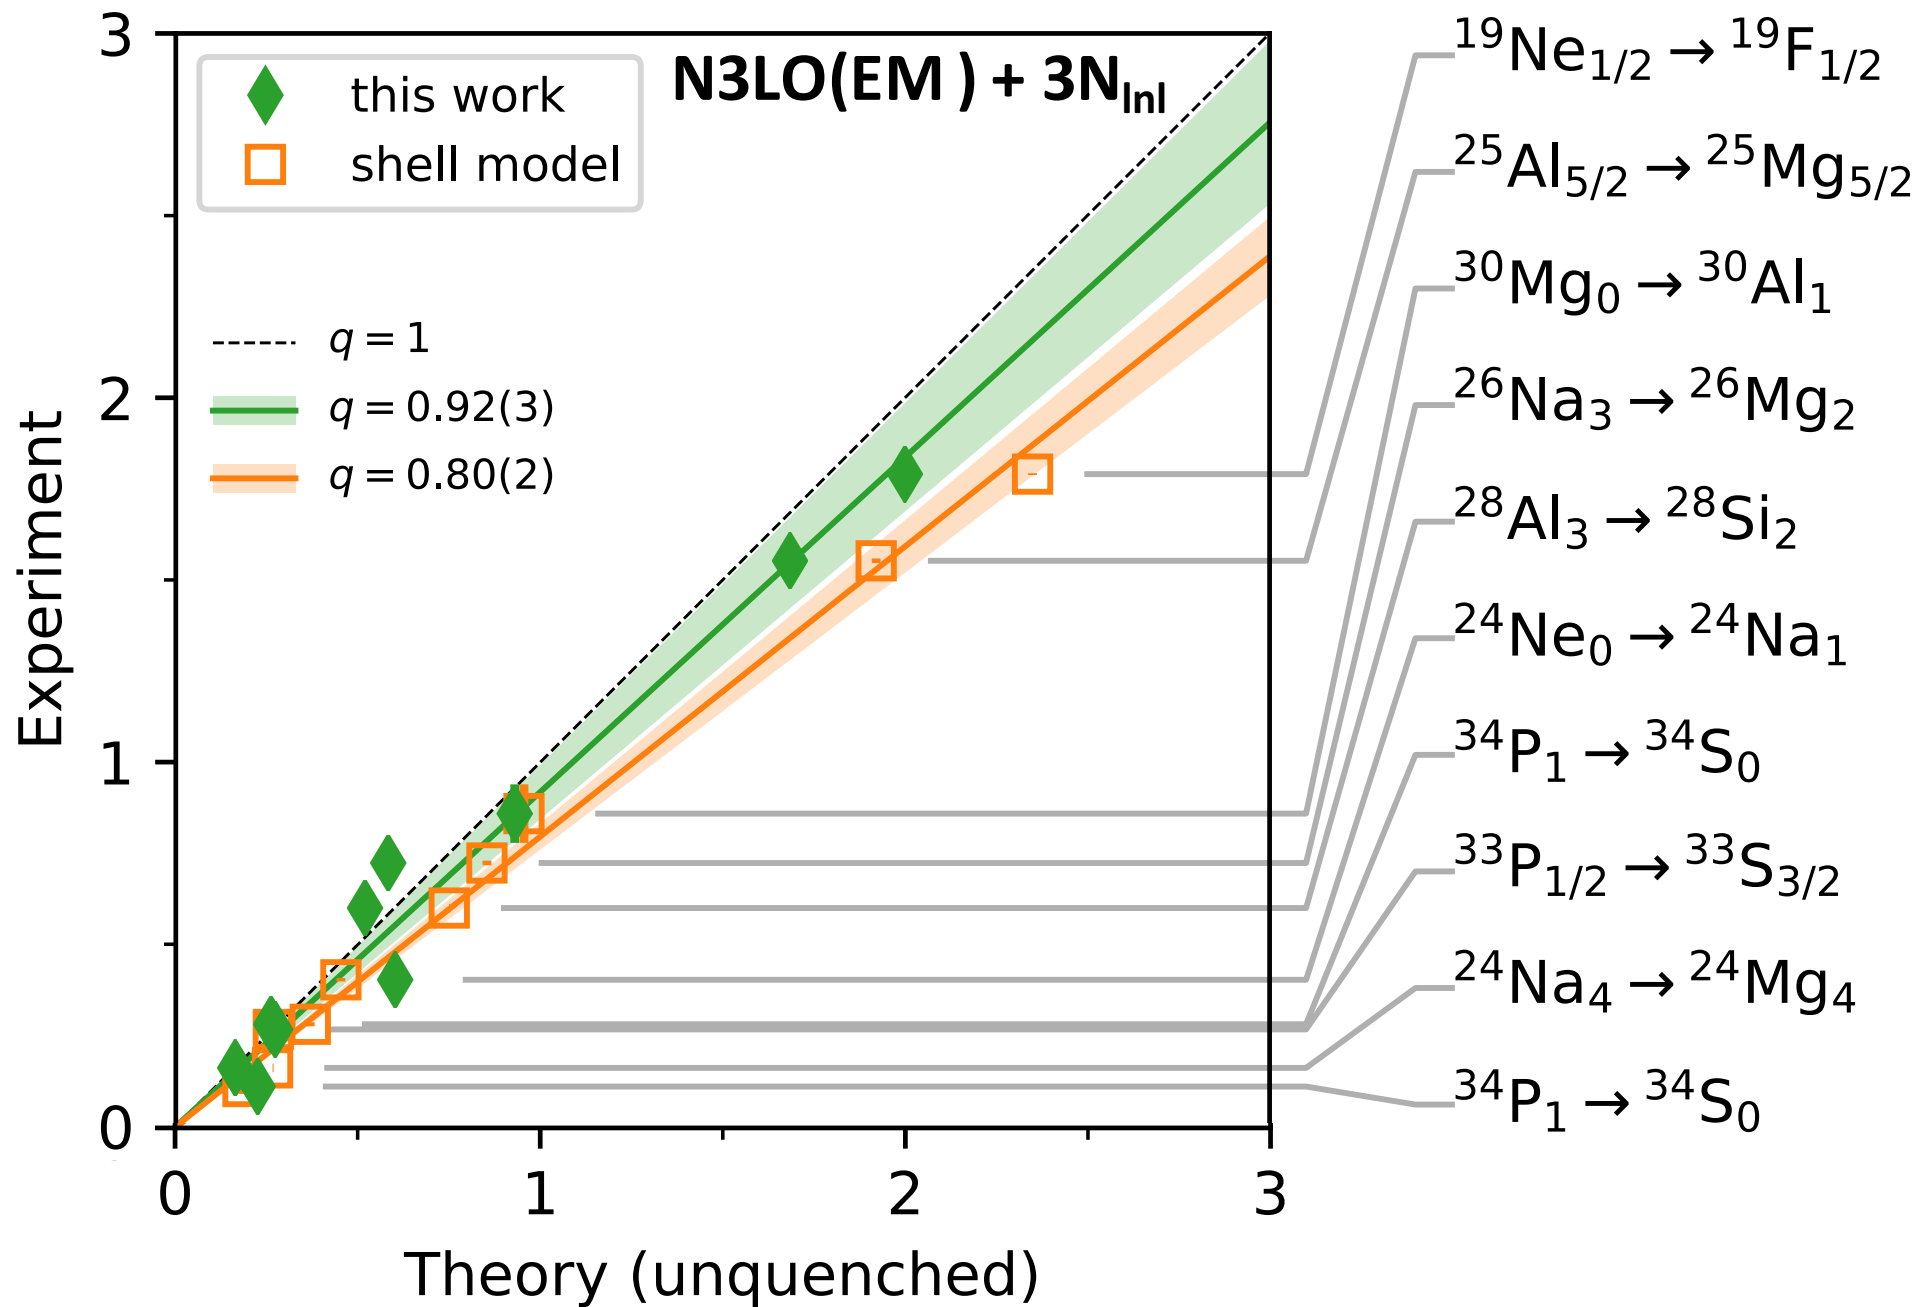 N3LO(EM ) + 3Nlnl
this work
shell model
q = 1
q = 0.92(3)
q = 0.80(2)
3
2
1
0
0 1 2 3
Experiment
Theory (unquenched)
¹⁹Ne₁/₂ → ¹⁹F₁/₂
²⁵Al₅/₂ → ²⁵Mg₅/₂
³⁰Mg₀ → ³⁰Al₁
²⁶Na₃ → ²⁶Mg₂
²⁸Al₃ → ²⁸Si₂
²⁴Ne₀ → ²⁴Na₁
³⁴P₁ → ³⁴S₀
³³P₁/₂ → ³³S₃/₂
²⁴Na₄ → ²⁴Mg₄
³⁴P₁ → ³⁴S₀